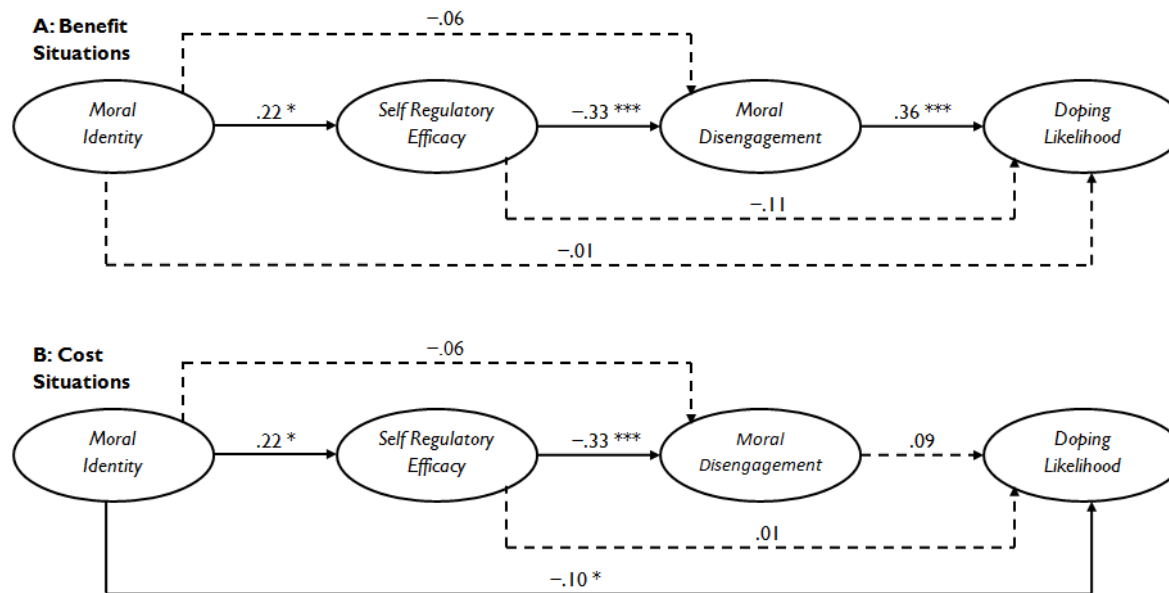 A: Benefit
Situations
−.06
Moral
Identity
.22 *
Self Regulatory
Efficacy
−.33 ***
Moral
Disengagement
.36 ***
Doping
Likelihood
−.11
−.01
B: Cost
Situations
−.06
Moral
Identity
.22 *
Self Regulatory
Efficacy
−.33 ***
Moral
Disengagement
.09
Doping
Likelihood
.01
−.10 *